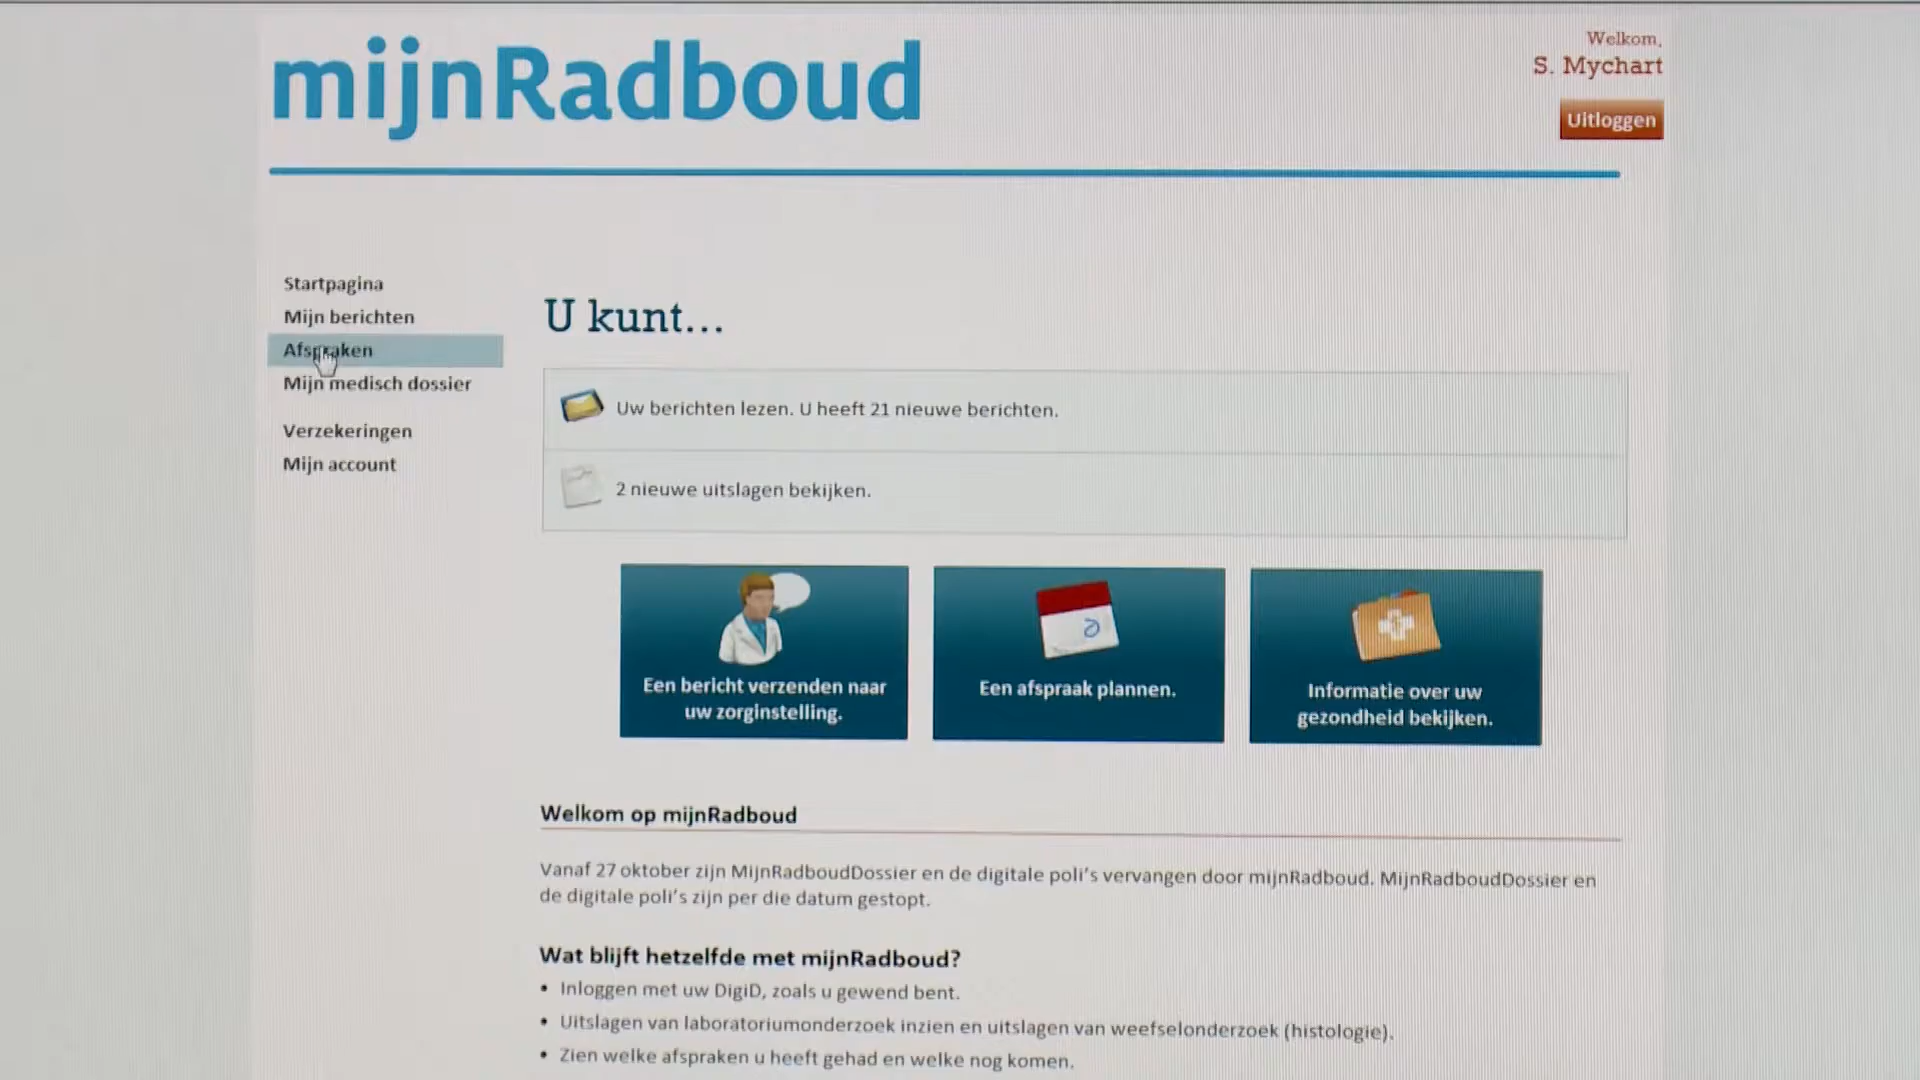 mijnRadboud
Welkom,
S. Mychart
Uitloggen
Startpagina
Mijn berichten
Afspraken
Mijn medisch dossier
Verzekeringen
Mijn account
U kunt...
Uw berichten lezen. U heeft 21 nieuwe berichten.
2 nieuwe uitslagen bekijken.
Een bericht verzenden naar
uw zorginstelling.
Een afspraak plannen.
Informatie over uw
gezondheid bekijken.
Welkom op mijnRadboud
Vanaf 27 oktober zijn MijnRadboudDossier en de digitale poli's vervangen door mijnRadboud. MijnRadboudDossier en
de digitale poli's zijn per die datum gestopt.
Wat blijft hetzelfde met mijnRadboud?
• Inloggen met uw DigiD, zoals u gewend bent.
• Uitslagen van laboratoriumonderzoek inzien en uitslagen van weefselonderzoek (histologie).
• Zien welke afspraken u heeft gehad en welke nog komen.